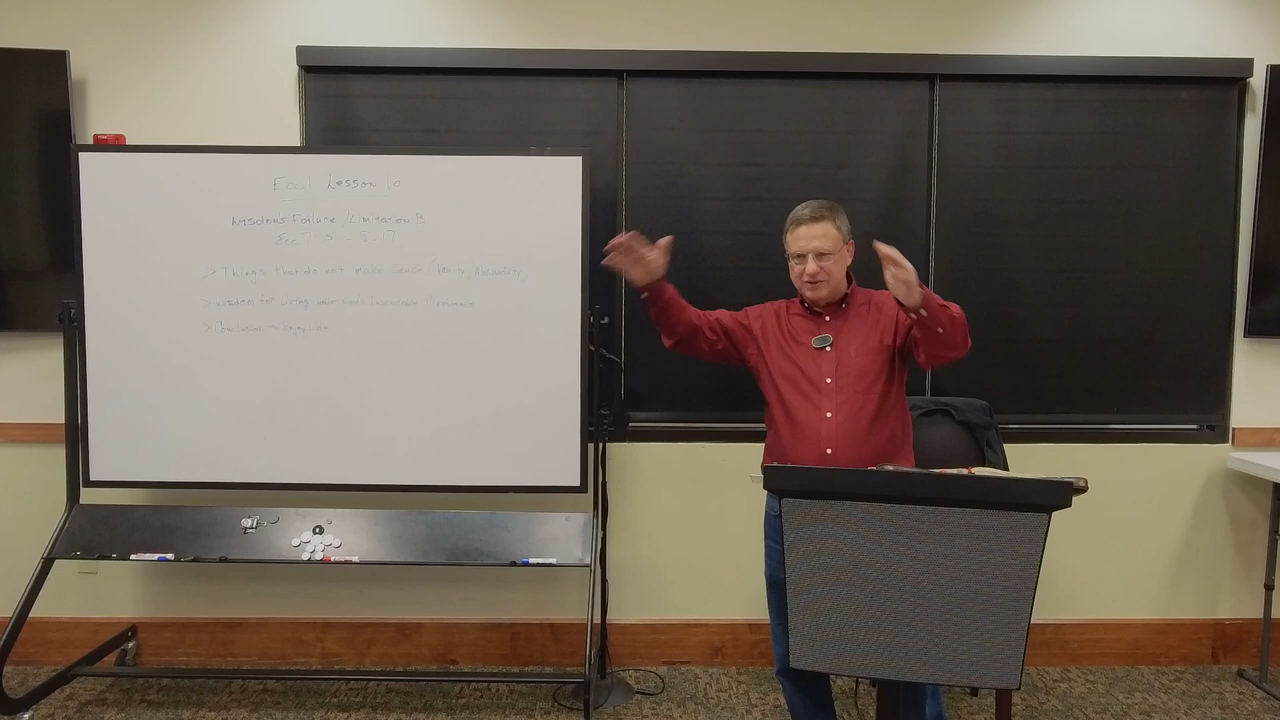 Eccl Lesson 10
Wisdom's Failure / Limitation B
Ecc 7:15 - 8:17
> Things that do not make Sense / Vanity / Absurdity
> Wisdom for Living under God's Inscrutable Providence
> Conclusion → Enjoy Life